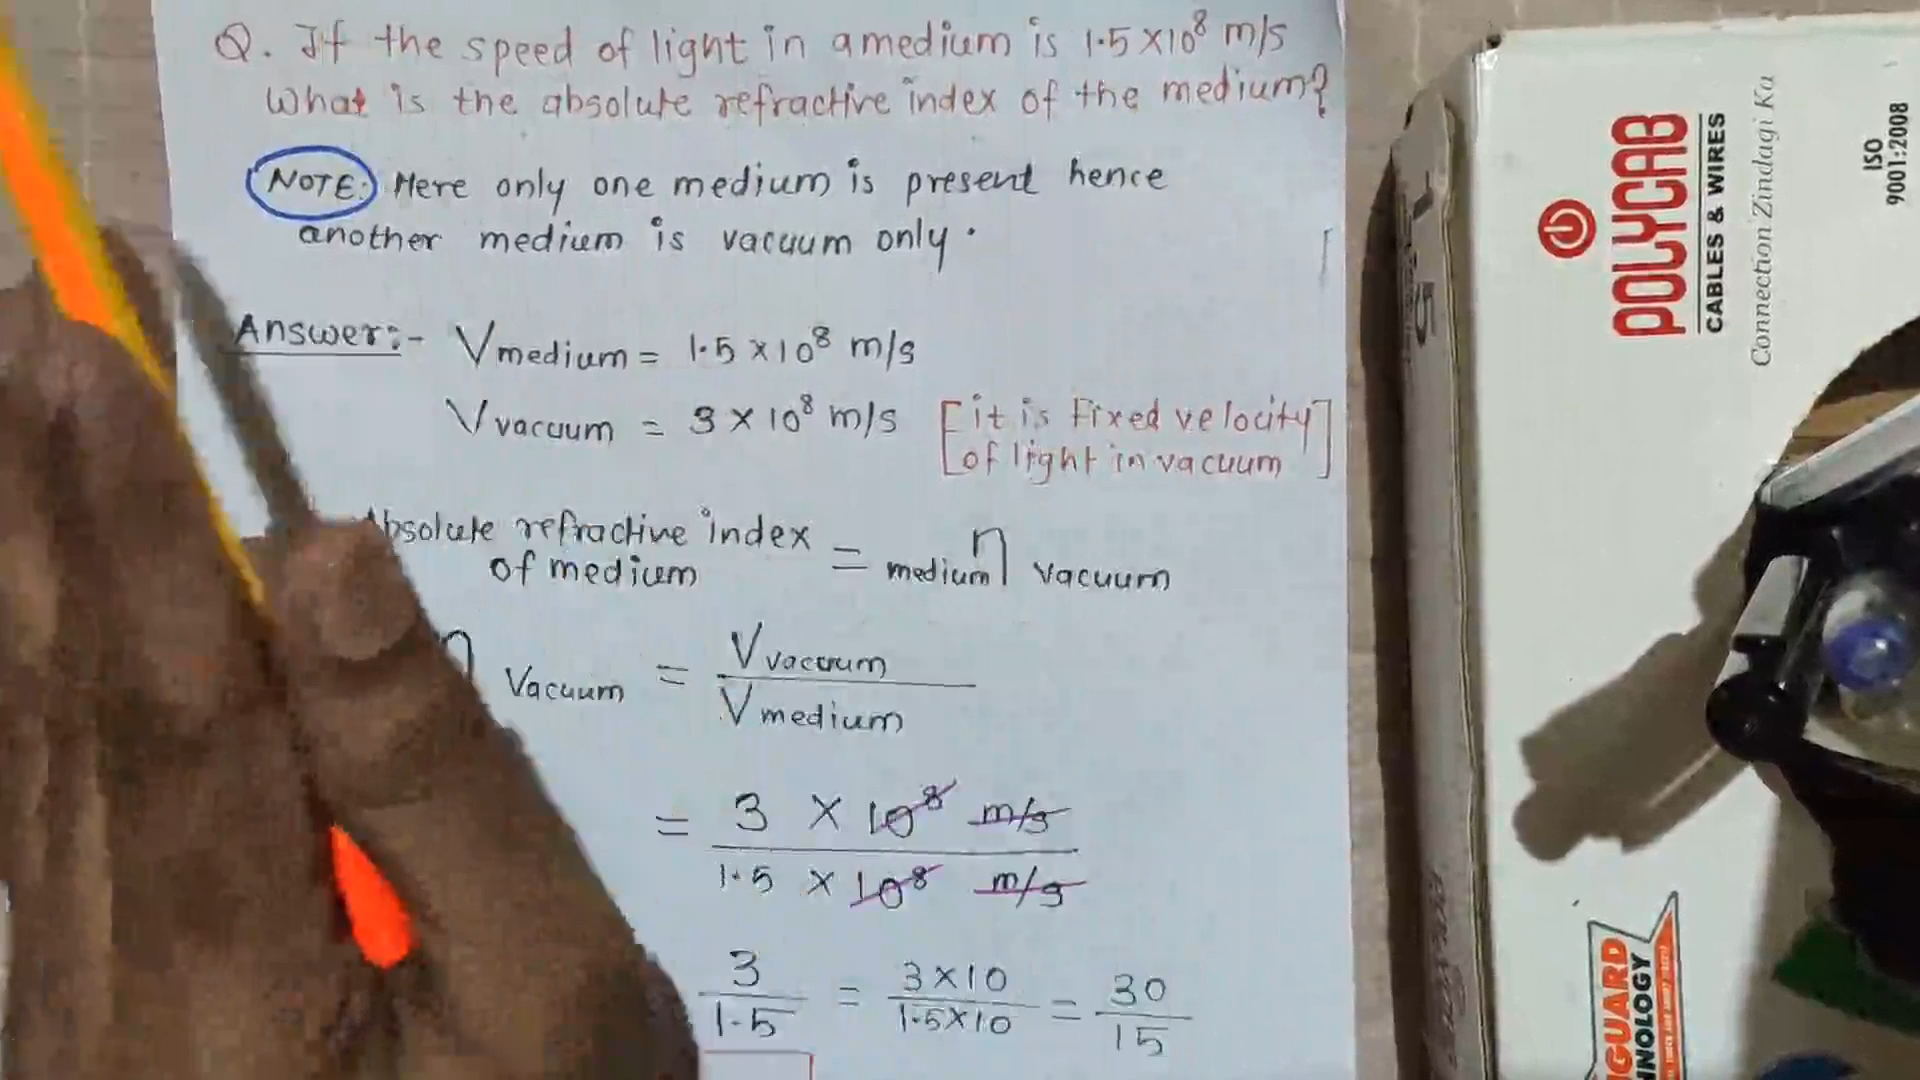 Q. If the speed of light in a medium is 1.5 × 10⁸ m/s
What is the absolute refractive index of the medium?
NOTE: Here only one medium is present hence
another medium is vacuum only.
Answer:- Vmedium = 1.5 × 10⁸ m/s
Vvacuum = 3 × 10⁸ m/s [it is fixed velocity
of light in vacuum]
Absolute refractive index
of medium = medium n vacuum
n vacuum = Vvacuum / Vmedium
= 3 × 10⁸ m/s
1.5 × 10⁸ m/s
3/1.5 = 3×10/1.5×10 = 30/15
POLYCAB
CABLES & WIRES
Connection Zindagi Ka
ISO
9001:2008
GUARD
NOLOGY